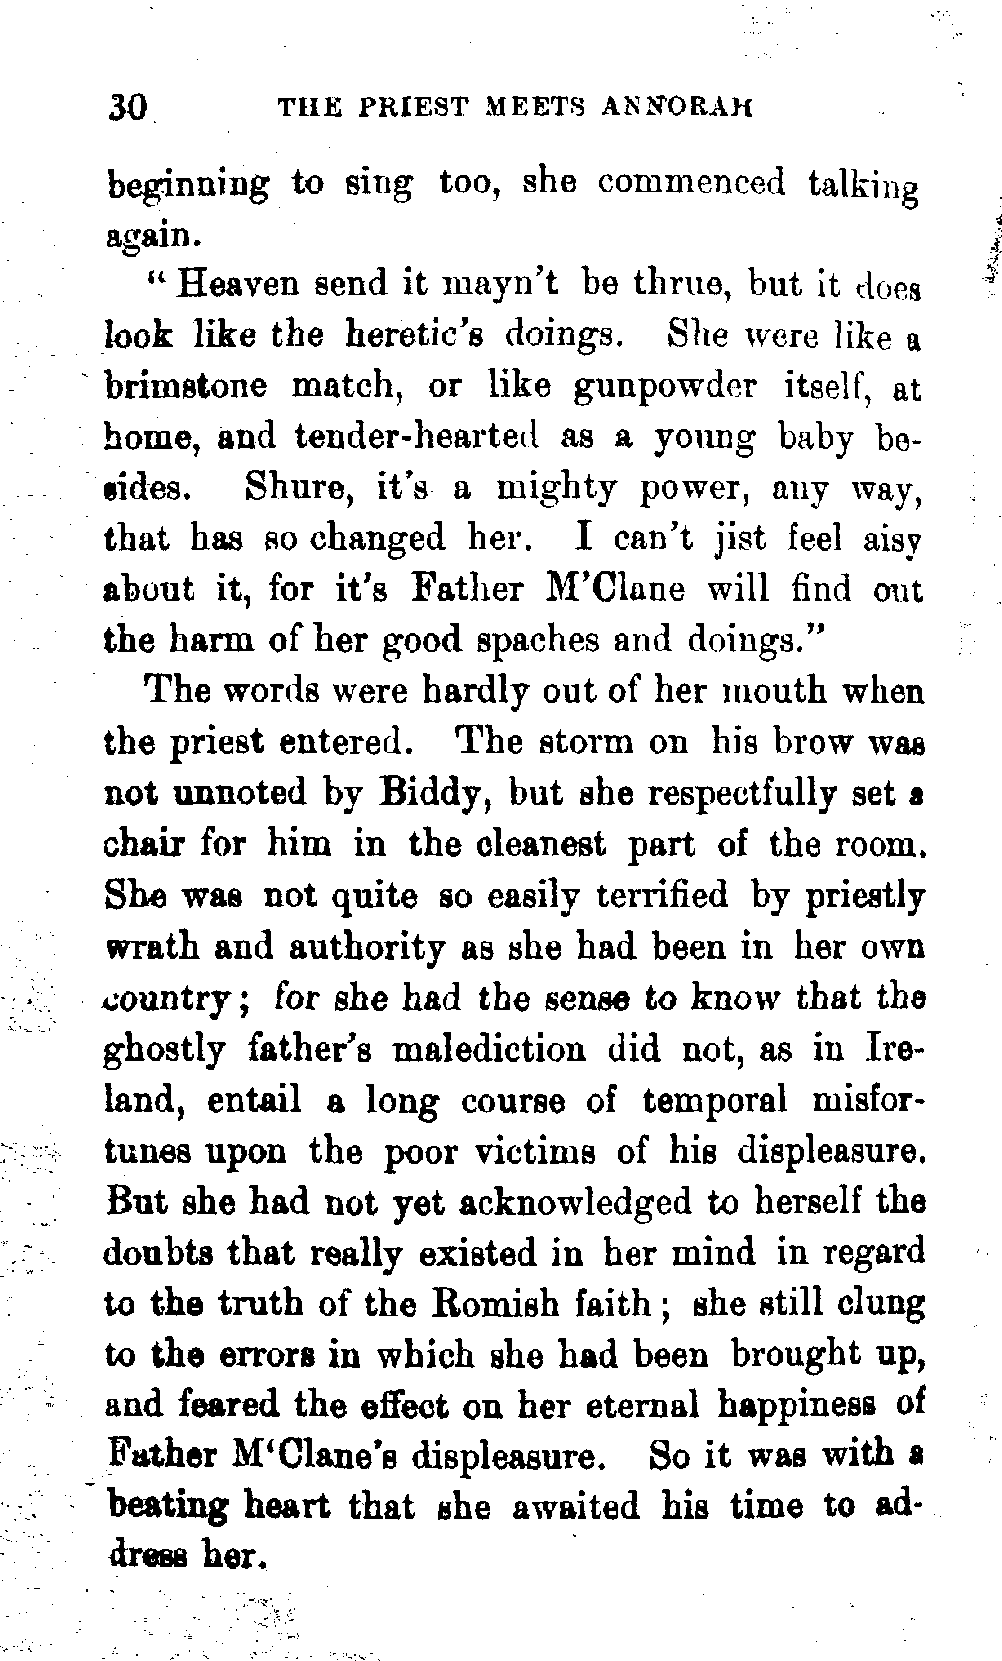 30 THE PRIEST MEETS ANNORAH
beginning to sing too, she commenced talking
again.
“ Heaven send it mayn’t be thrue, but it does
look like the heretic’s doings. She were like a
brimstone match, or like gunpowder itself, at
home, and tender-hearted as a young baby be-
sides. Shure, it’s a mighty power, any way,
that has so changed her. I can’t jist feel aisy
about it, for it’s Father M’Clane will find out
the harm of her good spaches and doings.”
The words were hardly out of her mouth when
the priest entered. The storm on his brow was
not unnoted by Biddy, but she respectfully set a
chair for him in the cleanest part of the room.
She was not quite so easily terrified by priestly
wrath and authority as she had been in her own
country ; for she had the sense to know that the
ghostly father’s malediction did not, as in Ire-
land, entail a long course of temporal misfor-
tunes upon the poor victims of his displeasure.
But she had not yet acknowledged to herself the
doubts that really existed in her mind in regard
to the truth of the Romish faith ; she still clung
to the errors in which she had been brought up,
and feared the effect on her eternal happiness of
Father M‘Clane’s displeasure. So it was with a
beating heart that she awaited his time to ad-
dress her.